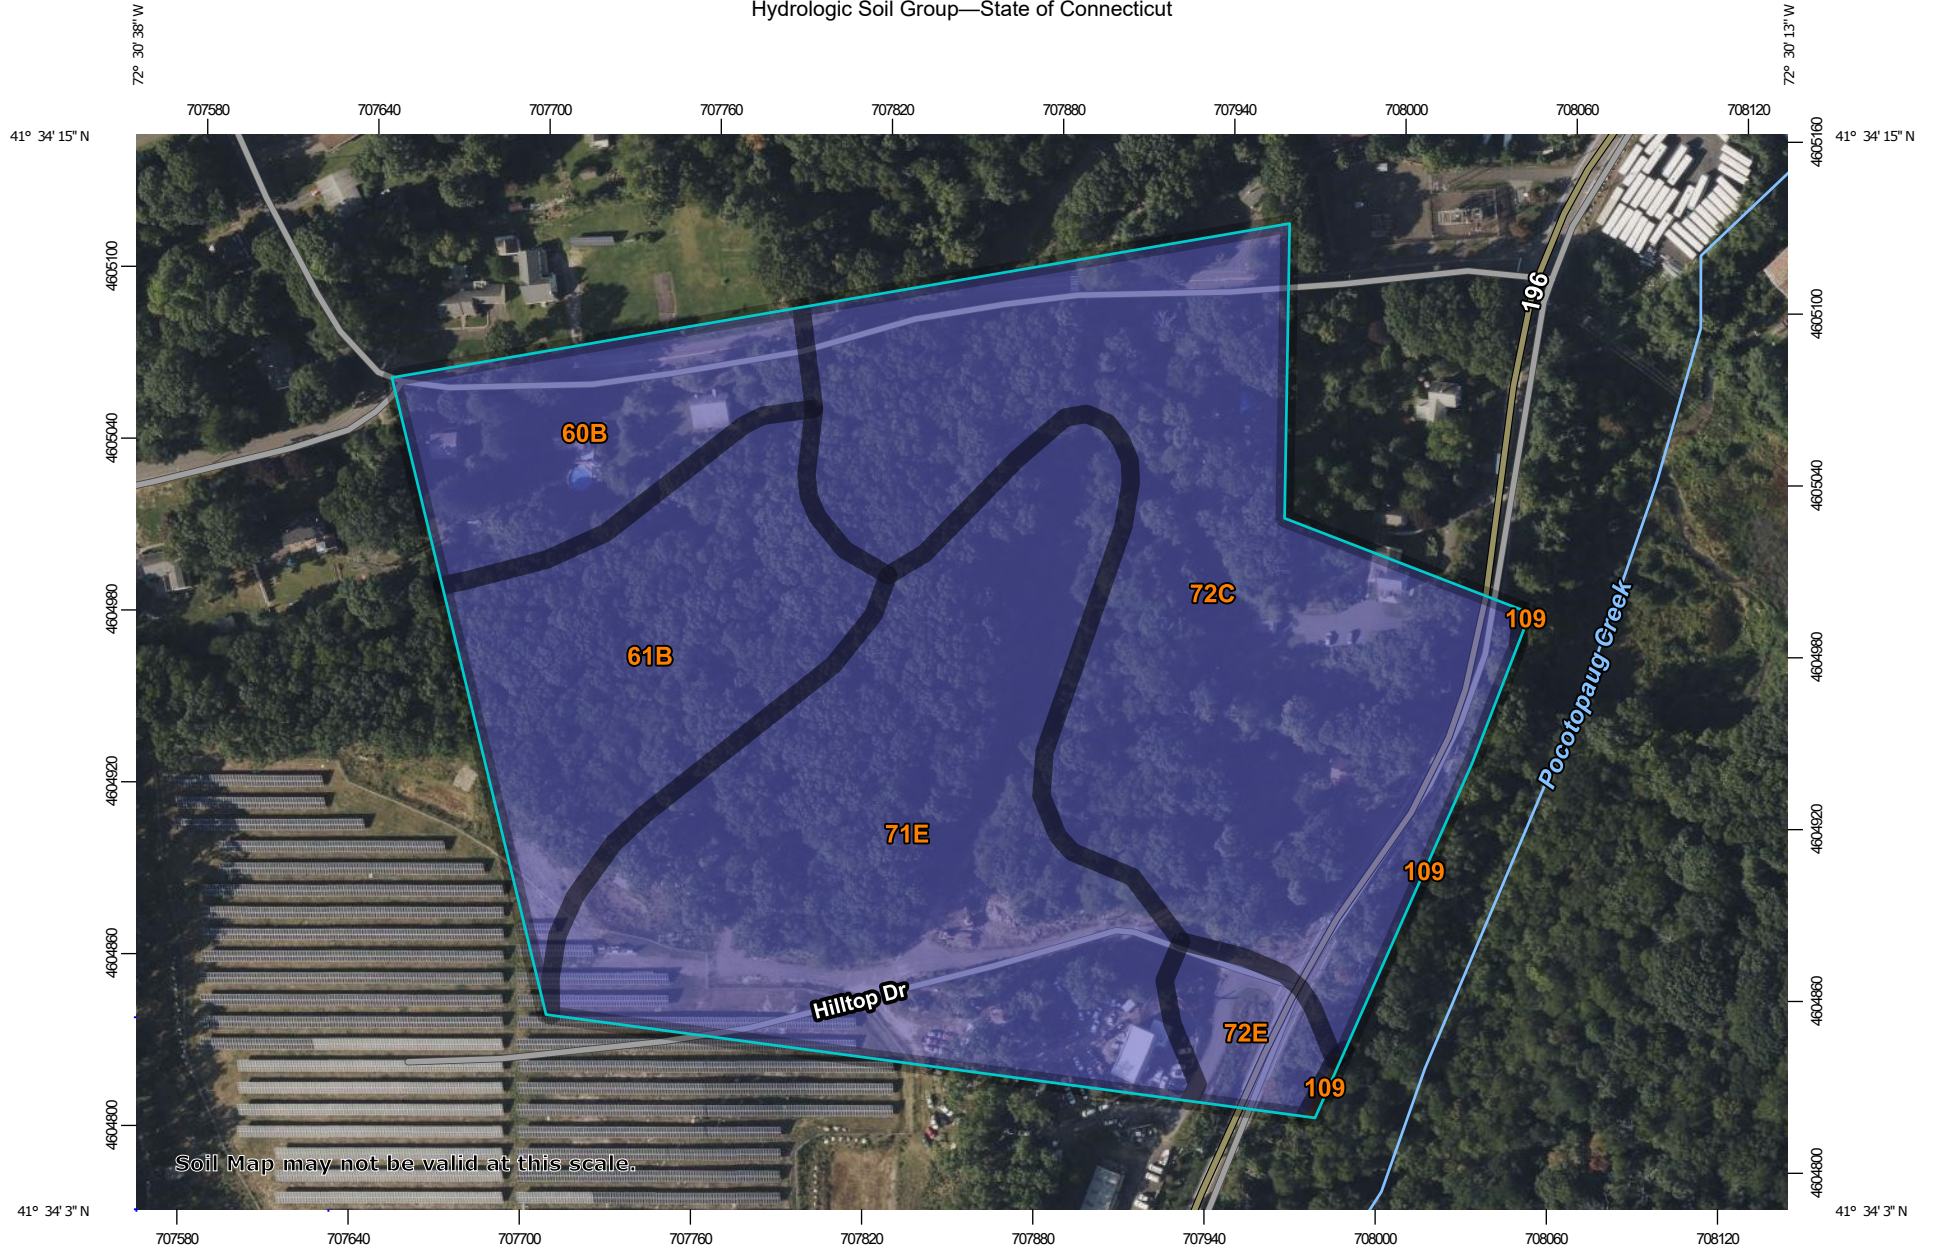 Hydrologic Soil Group—State of Connecticut
72° 30' 38'' W
72° 30' 13'' W
707580 707640 707700 707760 707820 707880 707940 708000 708060 708120
41° 34' 15'' N
41° 34' 15'' N
4605160
4605100
4605100
196
4605040
60B
4605040
4604980
72C
109
61B
4604980
Pocotopaug-Creek
4604920
71E
4604920
109
4604860
Hilltop Dr
4604860
72E
109
4604800
Soil Map may not be valid at this scale.
4604800
41° 34' 3'' N
41° 34' 3'' N
707580 707640 707700 707760 707820 707880 707940 708000 708060 708120